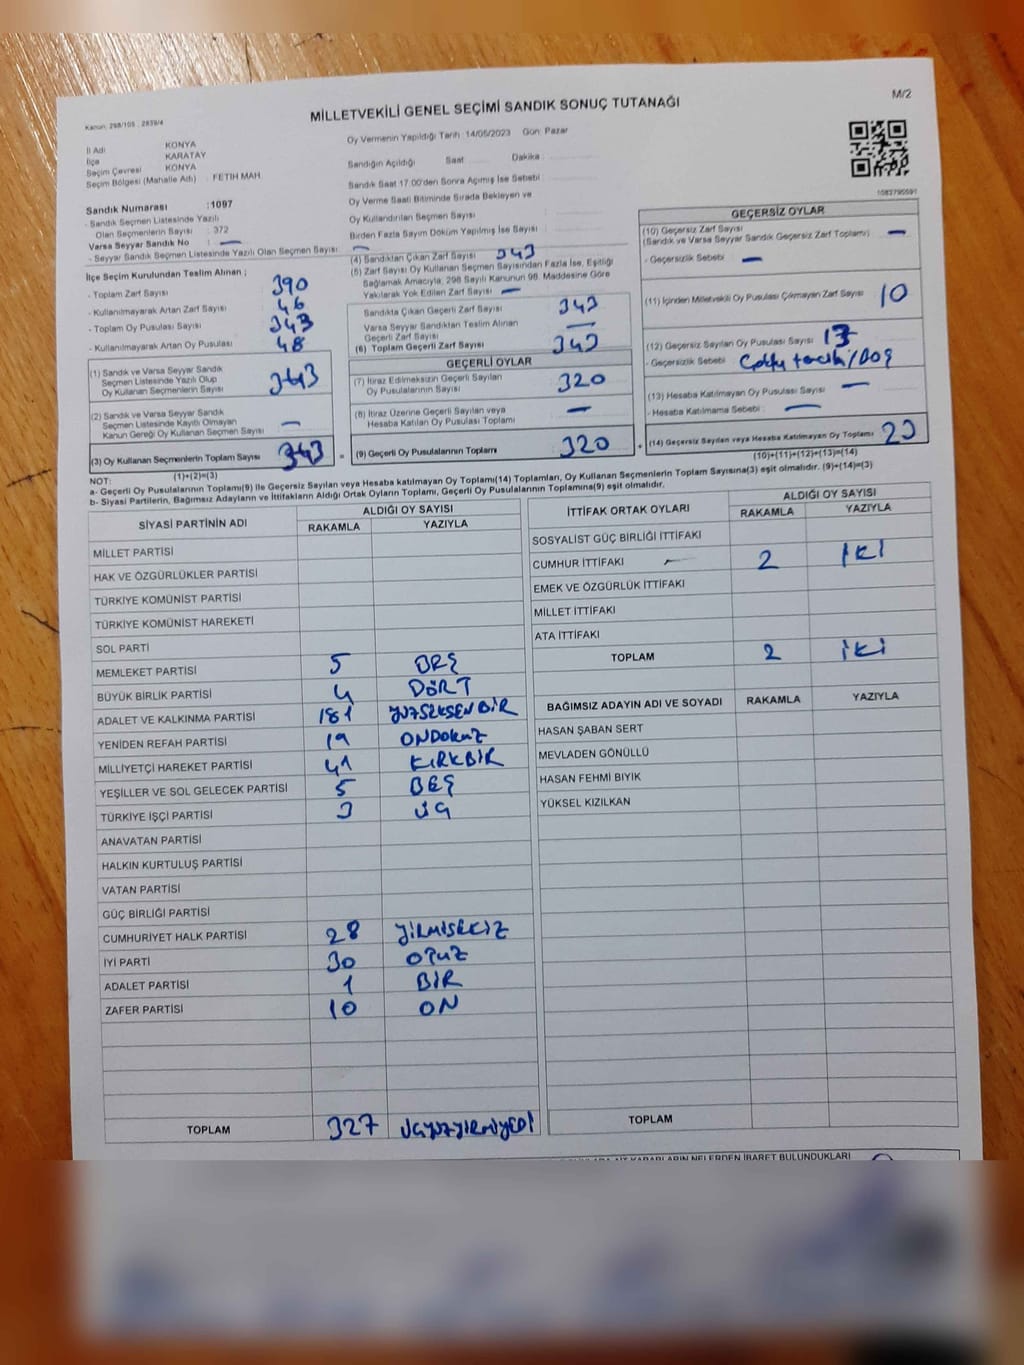 MİLLETVEKİLİ GENEL SEÇİMİ SANDIK SONUÇ TUTANAĞI
M/2
Kanun: 298/105 , 2839/4
İl Adı KONYA
İlçe KARATAY
Seçim Çevresi KONYA
Seçim Bölgesi (Mahalle Adı) : FETIH MAH.
Oy Vermenin Yapıldığı Tarih :14/05/2023 Gün: Pazar
Sandığın Açıldığı Saat Dakika :
Sandık Saat 17:00'den Sonra Açılmış İse Sebebi :
Oy Verme Saati Bitiminde Sırada Bekleyen ve
Oy Kullandırılan Seçmen Sayısı :
Birden Fazla Sayım Döküm Yapılmış İse Sayısı :
1083790591
Sandık Numarası :1097
- Sandık Seçmen Listesinde Yazılı
Olan Seçmenlerin Sayısı : 372
Varsa Seyyar Sandık No : —
- Seyyar Sandık Seçmen Listesinde Yazılı Olan Seçmen Sayısı : —
İlçe Seçim Kurulundan Teslim Alınan ;
- Toplam Zarf Sayısı : 390
- Kullanılmayarak Artan Zarf Sayısı : 46
- Toplam Oy Pusulası Sayısı : 343
- Kullanılmayarak Artan Oy Pusulası : 48
(1) Sandık ve Varsa Seyyar Sandık
Seçmen Listesinde Yazılı Olup
Oy Kullanan Seçmenlerin Sayısı : 343
(2) Sandık ve Varsa Seyyar Sandık
Seçmen Listesinde Kayıtlı Olmayan
Kanun Gereği Oy Kullanan Seçmen Sayısı : —
(3) Oy Kullanan Seçmenlerin Toplam Sayısı : 343
(1)+(2)=(3)
(4) Sandıktan Çıkan Zarf Sayısı : 343
(5) Zarf Sayısı Oy Kullanan Seçmen Sayısından Fazla İse, Eşitliği
Sağlamak Amacıyla; 298 Sayılı Kanunun 98. Maddesine Göre
Yakılarak Yok Edilen Zarf Sayısı : —
Sandıkta Çıkan Geçerli Zarf Sayısı : 343
Varsa Seyyar Sandıktan Teslim Alınan
Geçerli Zarf Sayısı : —
(6) Toplam Geçerli Zarf Sayısı : 343
GEÇERLİ OYLAR
(7) İtiraz Edilmeksizin Geçerli Sayılan
Oy Pusulalarının Sayısı : 320
(8) İtiraz Üzerine Geçerli Sayılan veya
Hesaba Katılan Oy Pusulası Toplamı : —
= (9) Geçerli Oy Pusulalarının Toplamı : 320
GEÇERSİZ OYLAR
(10) Geçersiz Zarf Sayısı
(Sandık ve Varsa Seyyar Sandık Geçersiz Zarf Toplamı) : —
- Geçersizlik Sebebi : —
(11) İçinden Milletvekili Oy Pusulası Çıkmayan Zarf Sayısı : 10
(12) Geçersiz Sayılan Oy Pusulası Sayısı : 13
- Geçersizlik Sebebi : Çoklu tercih/BOŞ
(13) Hesaba Katılmayan Oy Pusulası Sayısı : —
- Hesaba Katılmama Sebebi : —
+ (14) Geçersiz Sayılan veya Hesaba Katılmayan Oy Toplamı : 23
(10)+(11)+(12)+(13)=(14)
NOT:
a- Geçerli Oy Pusulalarının Toplamı(9) İle Geçersiz Sayılan veya Hesaba katılmayan Oy Toplamı(14) Toplamları, Oy Kullanan Seçmenlerin Toplam Sayısına(3) eşit olmalıdır. (9)+(14)=(3)
b- Siyasi Partilerin, Bağımsız Adayların ve İttifakların Aldığı Ortak Oyların Toplamı, Geçerli Oy Pusulalarının Toplamına(9) eşit olmalıdır.
SİYASİ PARTİNİN ADI ALDIĞI OY SAYISI
RAKAMLA YAZIYLA
MİLLET PARTİSİ
HAK VE ÖZGÜRLÜKLER PARTİSİ
TÜRKİYE KOMÜNİST PARTİSİ
TÜRKİYE KOMÜNİST HAREKETİ
SOL PARTİ
MEMLEKET PARTİSİ 5 BEŞ
BÜYÜK BİRLİK PARTİSİ 4 DÖRT
ADALET VE KALKINMA PARTİSİ 181 YÜZSEKSENBİR
YENİDEN REFAH PARTİSİ 19 ONDOKUZ
MİLLİYETÇİ HAREKET PARTİSİ 41 KIRKBİR
YEŞİLLER VE SOL GELECEK PARTİSİ 5 BEŞ
TÜRKİYE İŞÇİ PARTİSİ 3 ÜÇ
ANAVATAN PARTİSİ
HALKIN KURTULUŞ PARTİSİ
VATAN PARTİSİ
GÜÇ BİRLİĞİ PARTİSİ
CUMHURİYET HALK PARTİSİ 28 YİRMİSEKİZ
İYİ PARTİ 30 OTUZ
ADALET PARTİSİ 1 BİR
ZAFER PARTİSİ 10 ON
TOPLAM 327 ÜÇYÜZYİRMİYEDİ
İTTİFAK ORTAK OYLARI ALDIĞI OY SAYISI
RAKAMLA YAZIYLA
SOSYALİST GÜÇ BİRLİĞİ İTTİFAKI
CUMHUR İTTİFAKI — 2 İKİ
EMEK VE ÖZGÜRLÜK İTTİFAKI
MİLLET İTTİFAKI
ATA İTTİFAKI
TOPLAM 2 İKİ
BAĞIMSIZ ADAYIN ADI VE SOYADI RAKAMLA YAZIYLA
HASAN ŞABAN SERT
MEVLADEN GÖNÜLLÜ
HASAN FEHMİ BIYIK
YÜKSEL KIZILKAN
TOPLAM
KARARLARIN NELERDEN İBARET BULUNDUKLARI